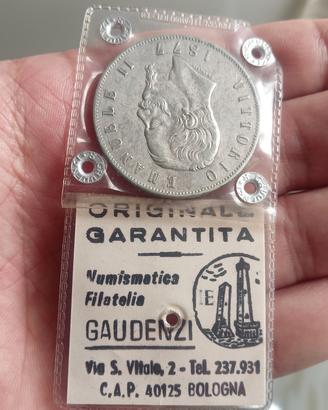 VITTORIO EMANUELE II 1877
ORIGINALE
GARANTITA
Numismatica
Filatelia
GAUDENZI
Via S. Vitale, 2 - Tel. 237.931
C.A.P. 40125 BOLOGNA